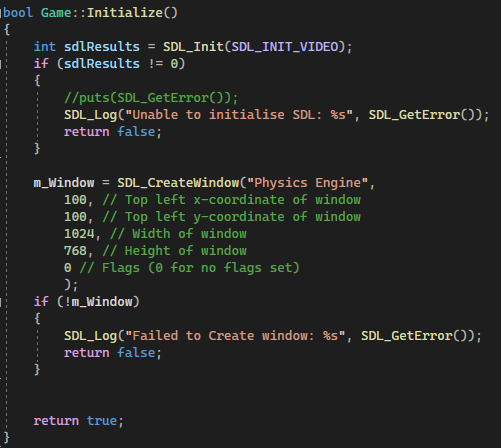 bool Game::Initialize()
{
    int sdlResults = SDL_Init(SDL_INIT_VIDEO);
    if (sdlResults != 0)
    {
        //puts(SDL_GetError());
        SDL_Log("Unable to initialise SDL: %s", SDL_GetError());
        return false;
    }

    m_Window = SDL_CreateWindow("Physics Engine",
        100, // Top left x-coordinate of window
        100, // Top left y-coordinate of window
        1024, // Width of window
        768, // Height of window
        0 // Flags (0 for no flags set)
        );
    if (!m_Window)
    {
        SDL_Log("Failed to Create window: %s", SDL_GetError());
        return false;
    }


    return true;
}